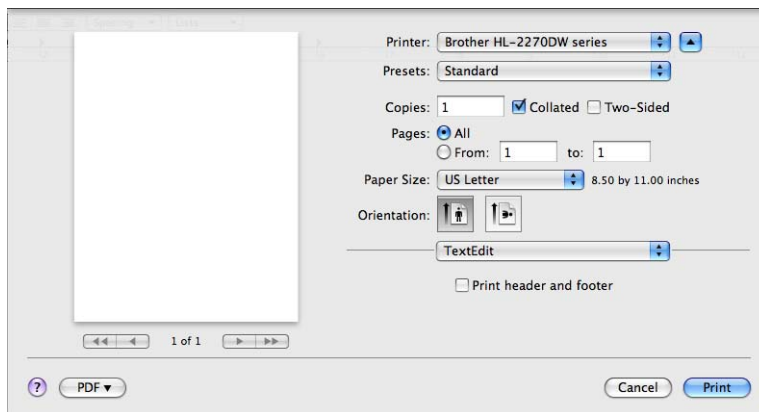 Spacing Lists
Printer: Brother HL-2270DW series
Presets: Standard
Copies: 1 Collated Two-Sided
Pages: All
From: 1 to: 1
Paper Size: US Letter 8.50 by 11.00 inches
Orientation:
TextEdit
Print header and footer
1 of 1
? PDF Cancel Print